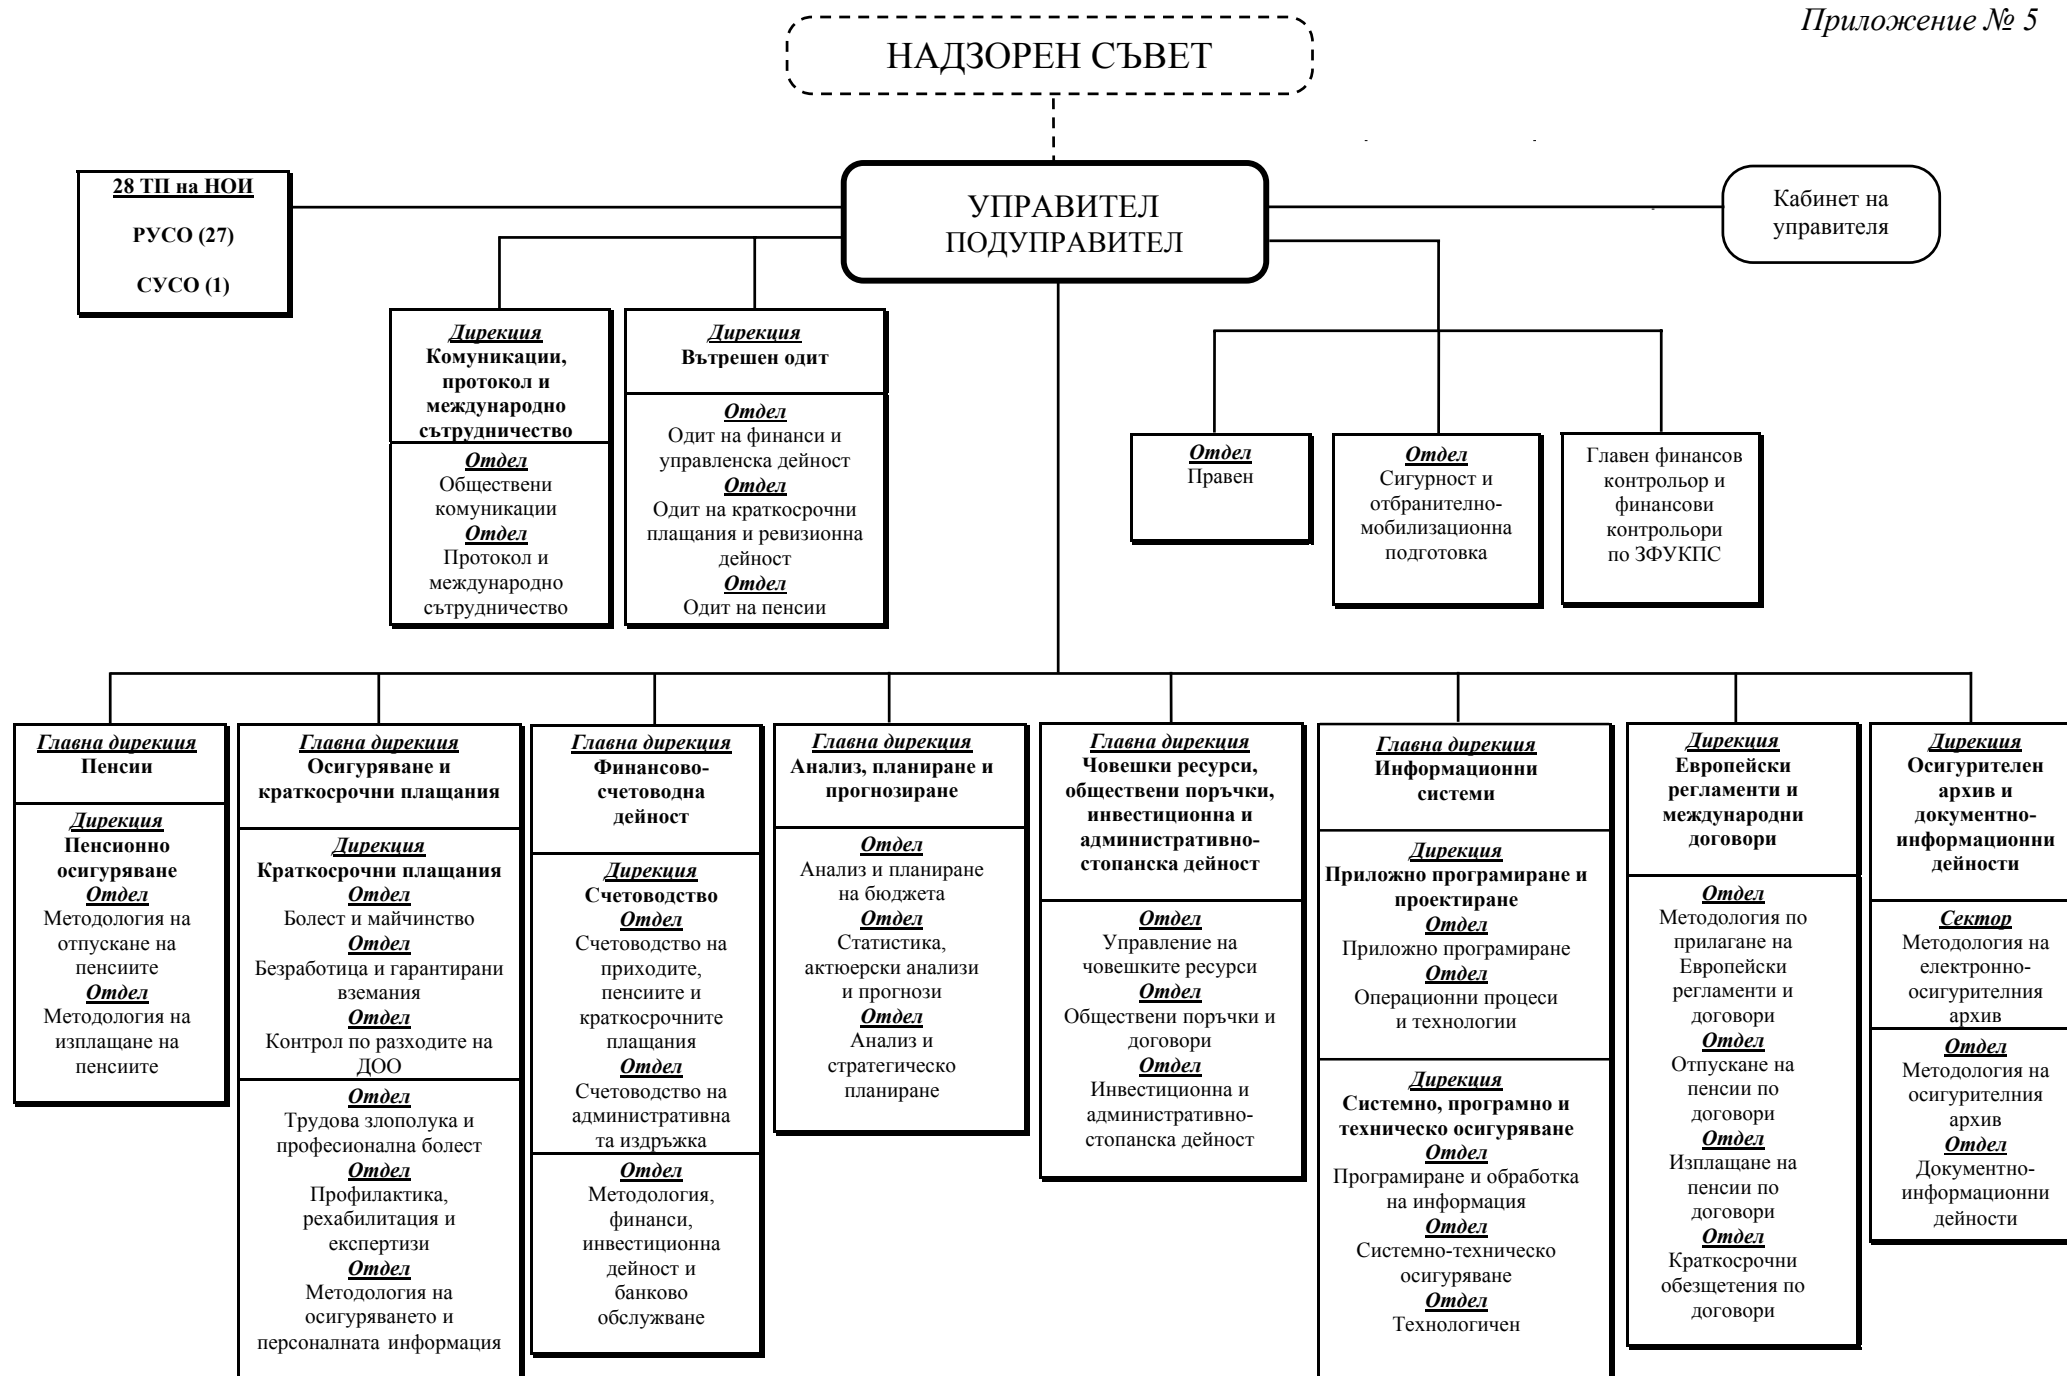 Приложение № 5
НАДЗОРЕН СЪВЕТ
28 ТП на НОИ
РУСО (27)
СУСО (1)
УПРАВИТЕЛ
ПОДУПРАВИТЕЛ
Кабинет на
управителя
Дирекция
Комуникации,
протокол и
международно
сътрудничество
Отдел
Обществени
комуникации
Отдел
Протокол и
международно
сътрудничество
Дирекция
Вътрешен одит
Отдел
Одит на финанси и
управленска дейност
Отдел
Одит на краткосрочни
плащания и ревизионна
дейност
Отдел
Одит на пенсии
Отдел
Правен
Отдел
Сигурност и
отбранително-
мобилизационна
подготовка
Главен финансов
контрольор и
финансови
контрольори
по ЗФУКПС
Главна дирекция
Пенсии
Дирекция
Пенсионно
осигуряване
Отдел
Методология на
отпускане на
пенсиите
Отдел
Методология на
изплащане на
пенсиите
Главна дирекция
Осигуряване и
краткосрочни плащания
Дирекция
Краткосрочни плащания
Отдел
Болест и майчинство
Отдел
Безработица и гарантирани
вземания
Отдел
Контрол по разходите на
ДОО
Отдел
Трудова злополука и
професионална болест
Отдел
Профилактика,
рехабилитация и
експертизи
Отдел
Методология на
осигуряването и
персоналната информация
Главна дирекция
Финансово-
счетоводна
дейност
Дирекция
Счетоводство
Отдел
Счетоводство на
приходите,
пенсиите и
краткосрочните
плащания
Отдел
Счетоводство на
административна
та издръжка
Отдел
Методология,
финанси,
инвестиционна
дейност и
банково
обслужване
Главна дирекция
Анализ, планиране и
прогнозиране
Отдел
Анализ и планиране
на бюджета
Отдел
Статистика,
актюерски анализи
и прогнози
Отдел
Анализ и
стратегическо
планиране
Главна дирекция
Човешки ресурси,
обществени поръчки,
инвестиционна и
административно-
стопанска дейност
Отдел
Управление на
човешките ресурси
Отдел
Обществени поръчки и
договори
Отдел
Инвестиционна и
административно-
стопанска дейност
Главна дирекция
Информационни
системи
Дирекция
Приложно програмиране и
проектиране
Отдел
Приложно програмиране
Отдел
Операционни процеси
и технологии
Дирекция
Системно, програмно и
техническо осигуряване
Отдел
Програмиране и обработка
на информация
Отдел
Системно-техническо
осигуряване
Отдел
Технологичен
Дирекция
Европейски
регламенти и
международни
договори
Отдел
Методология по
прилагане на
Европейски
регламенти и
договори
Отдел
Отпускане на
пенсии по
договори
Отдел
Изплащане на
пенсии по
договори
Отдел
Краткосрочни
обезщетения по
договори
Дирекция
Осигурителен
архив и
документно-
информационни
дейности
Сектор
Методология на
електронно-
осигурителния
архив
Отдел
Методология на
осигурителния
архив
Отдел
Документно-
информационни
дейности